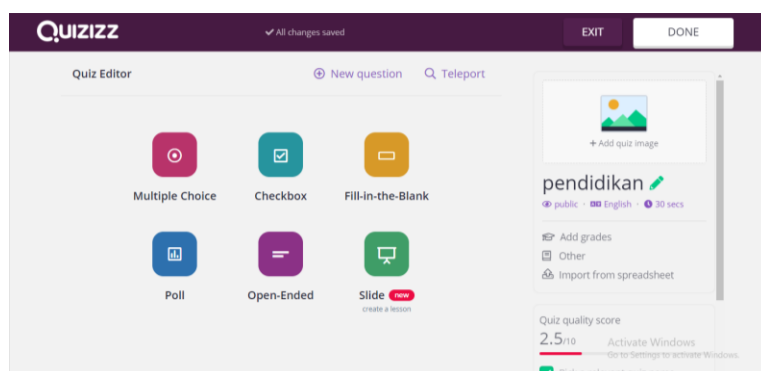 QUIZIZZ
All changes saved
EXIT
DONE
Quiz Editor
New question
Teleport
Multiple Choice
Checkbox
Fill-in-the-Blank
Poll
Open-Ended
Slide new
create a lesson
+ Add quiz image
pendidikan
public · English · 30 secs
Add grades
Other
Import from spreadsheet
Quiz quality score
2.5/10
Activate Windows
Go to Settings to activate Windows.